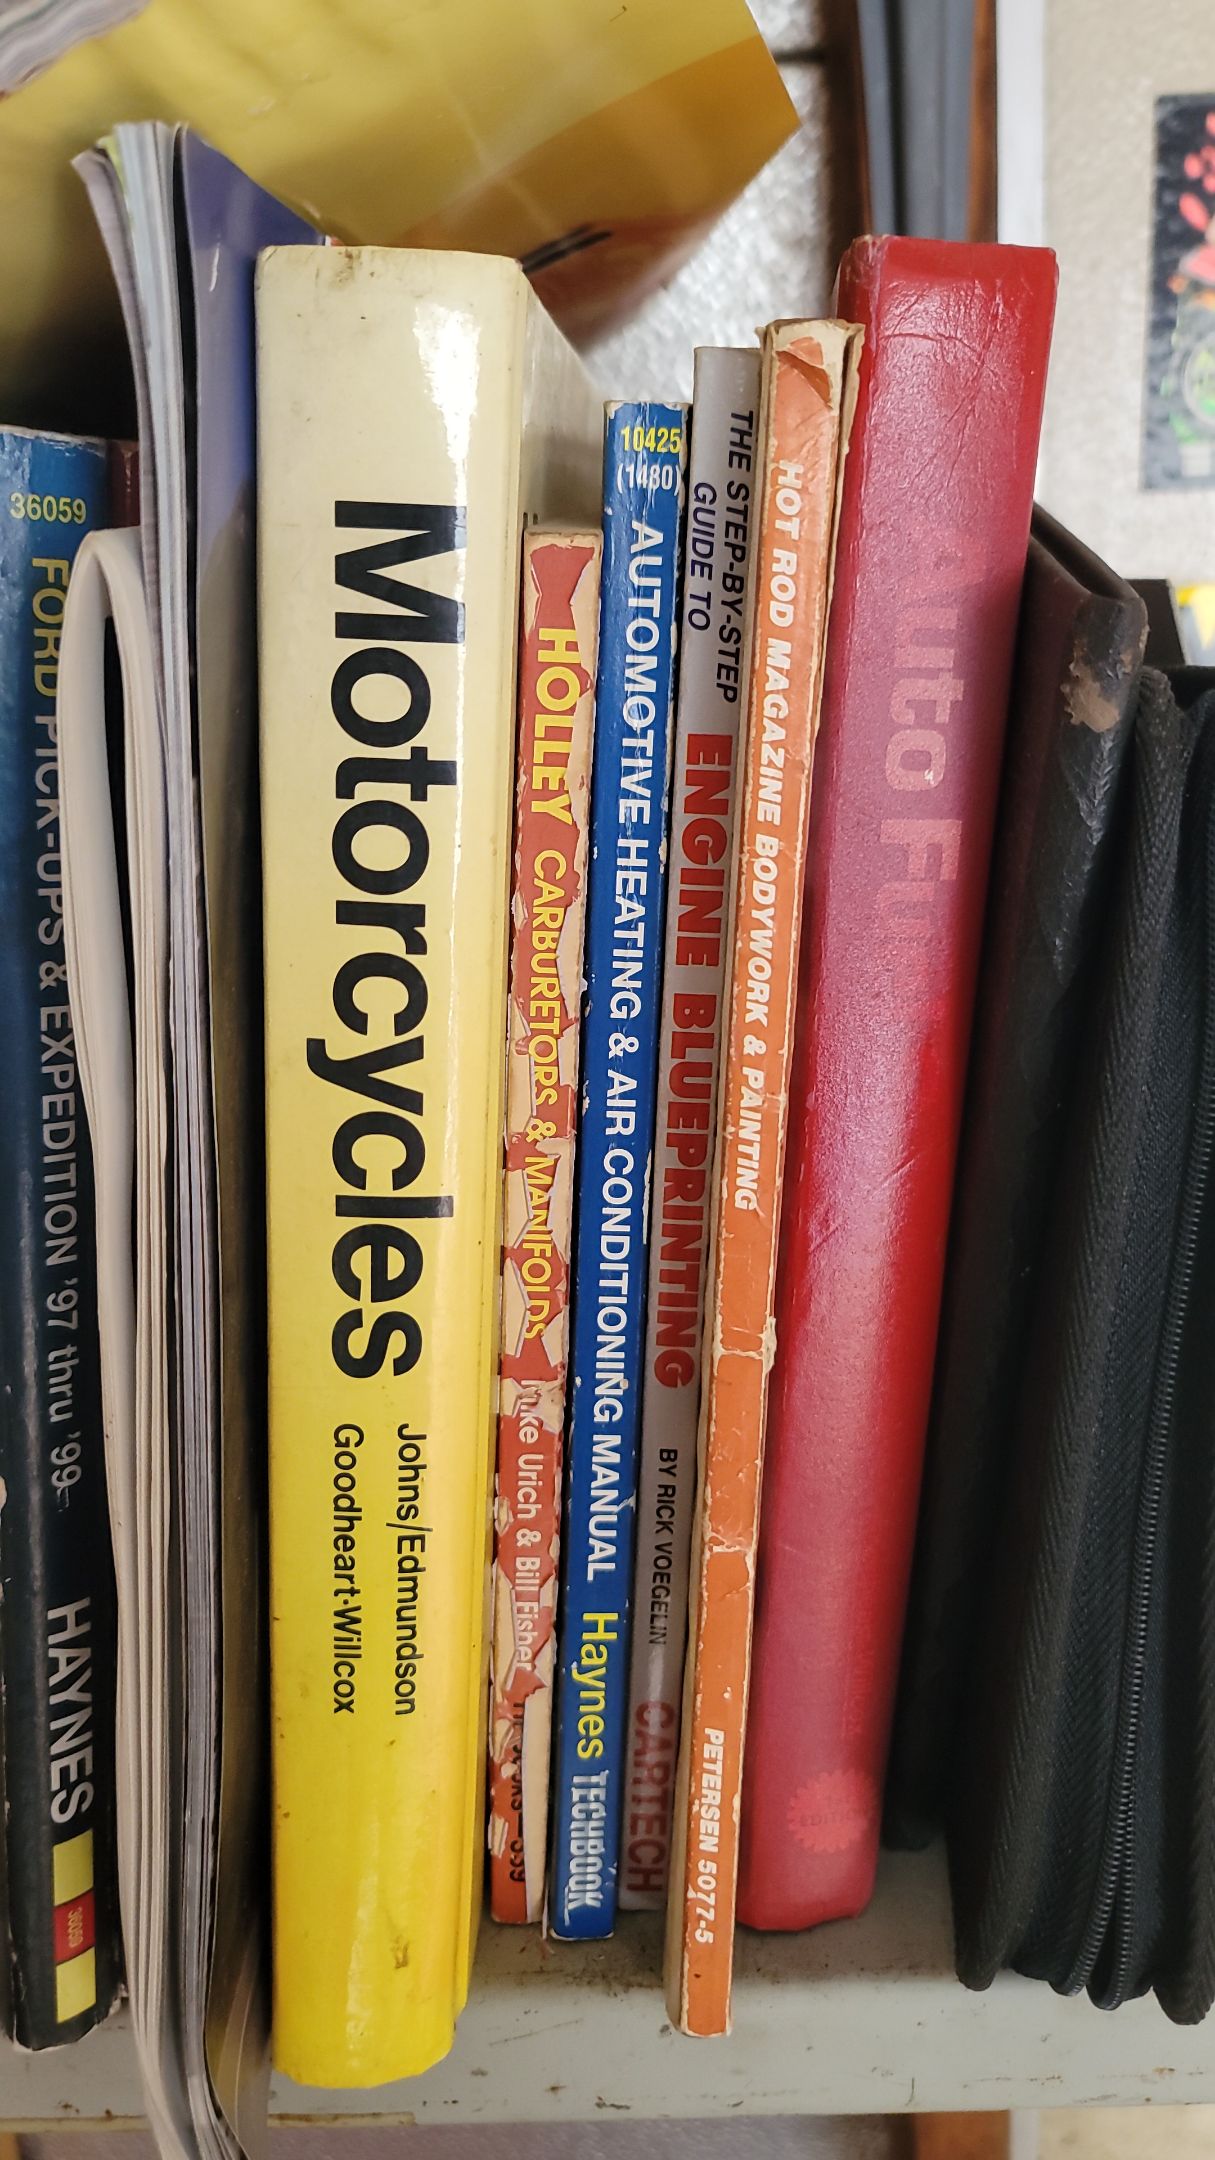 36059
FORD PICK-UPS & EXPEDITION '97 thru '99
HAYNES
36059
Motorcycles
Johns/Edmundson
Goodheart-Willcox
HOLLEY CARBURETORS & MANIFOLDS Mike Urich & Bill Fisher
10425
(1480)
AUTOMOTIVE HEATING & AIR CONDITIONING MANUAL Haynes TECHBOOK
THE STEP-BY-STEP
GUIDE TO
ENGINE BLUEPRINTING BY RICK VOEGELIN CARTECH
HOT ROD MAGAZINE BODYWORK & PAINTING PETERSEN 5077-5
Auto